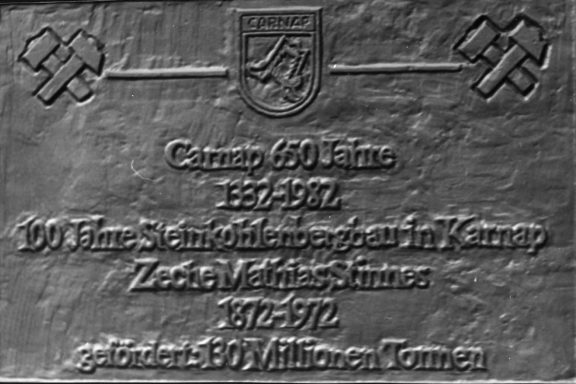 CARNAP
Carnap 650 Jahre
1332-1982
100 Jahre Steinkohlenbergbau in Karnap
Zeche Mathias Stinnes
1872-1972
gefördert: 130 Millionen Tonnen